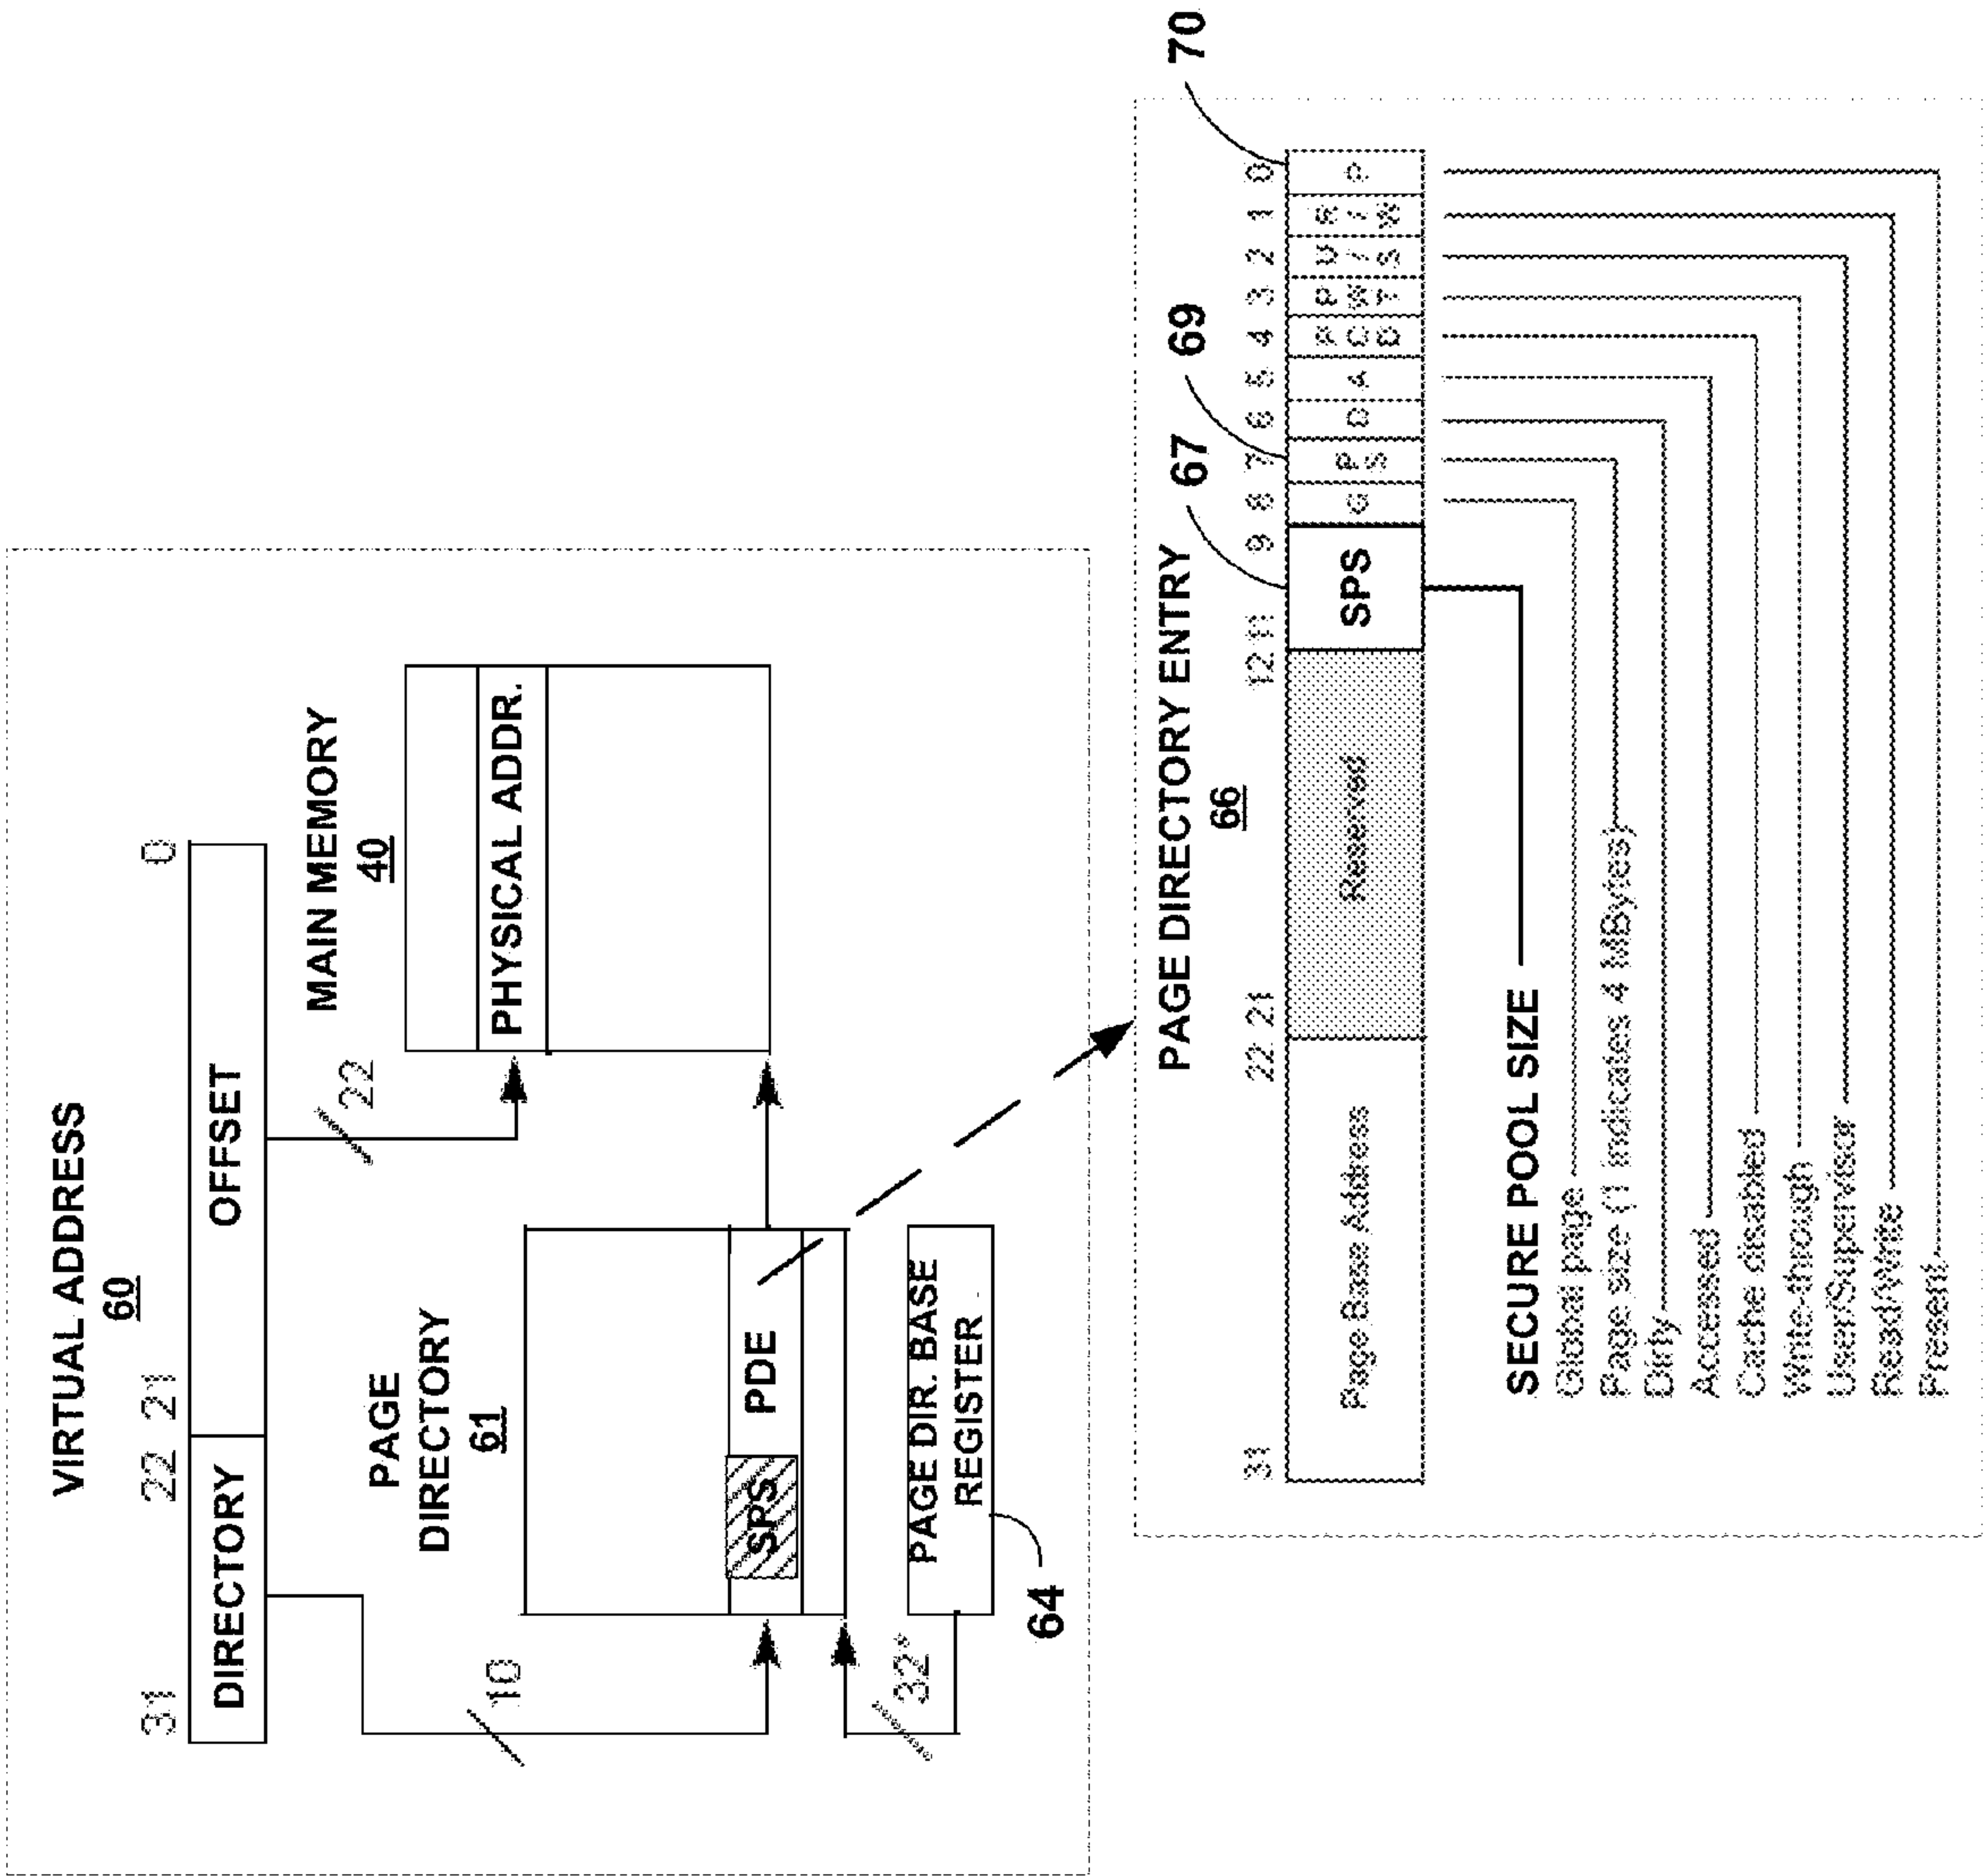 VIRTUAL ADDRESS
60
31 22 21 0
DIRECTORY OFFSET
10
22
PAGE
DIRECTORY
61
MAIN MEMORY
40
PHYSICAL ADDR.
SPS PDE
32*
PAGE DIR. BASE
REGISTER
64
PAGE DIRECTORY ENTRY
66
67
69
70
31 22 21 12 11 9 8 7 6 5 4 3 2 1 0
Page Base Address Reserved SPS G PS D A PCD PWT U/S R/W P
SECURE POOL SIZE
Global page
Page size (1 indicates 4 MBytes)
Dirty
Accessed
Cache disabled
Write-through
User/Supervisor
Read/Write
Present